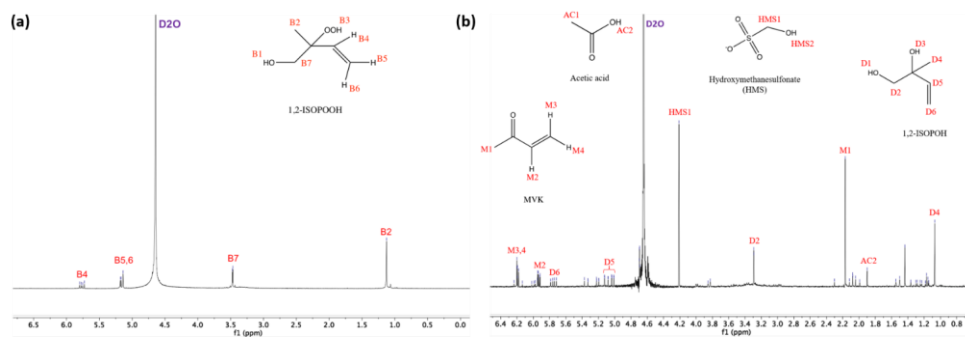 (a)
D2O
B2
B3
OOH
B4
H
B1
HO
B7
H
B5
H
B6
1,2-ISOPOOH
B4
B5,6
B7
B2
6.5 6.0 5.5 5.0 4.5 4.0 3.5 3.0 2.5 2.0 1.5 1.0 0.5 0.0
f1 (ppm)
(b)
D2O
AC1
OH
AC2
O
Acetic acid
O
O
S
-O
HMS1
OH
HMS2
Hydroxymethanesulfonate
(HMS)
D3
OH
D1
HO
D4
D2
D5
D6
1,2-ISOPOH
O
M3
H
M1
H
M4
H
M2
MVK
HMS1
M1
M3,4
M2
D6
D5
D2
AC2
D4
6.4 6.2 6.0 5.8 5.6 5.4 5.2 5.0 4.8 4.6 4.4 4.2 4.0 3.8 3.6 3.4 3.2 3.0 2.8 2.6 2.4 2.2 2.0 1.8 1.6 1.4 1.2 1.0 0.8
f1 (ppm)